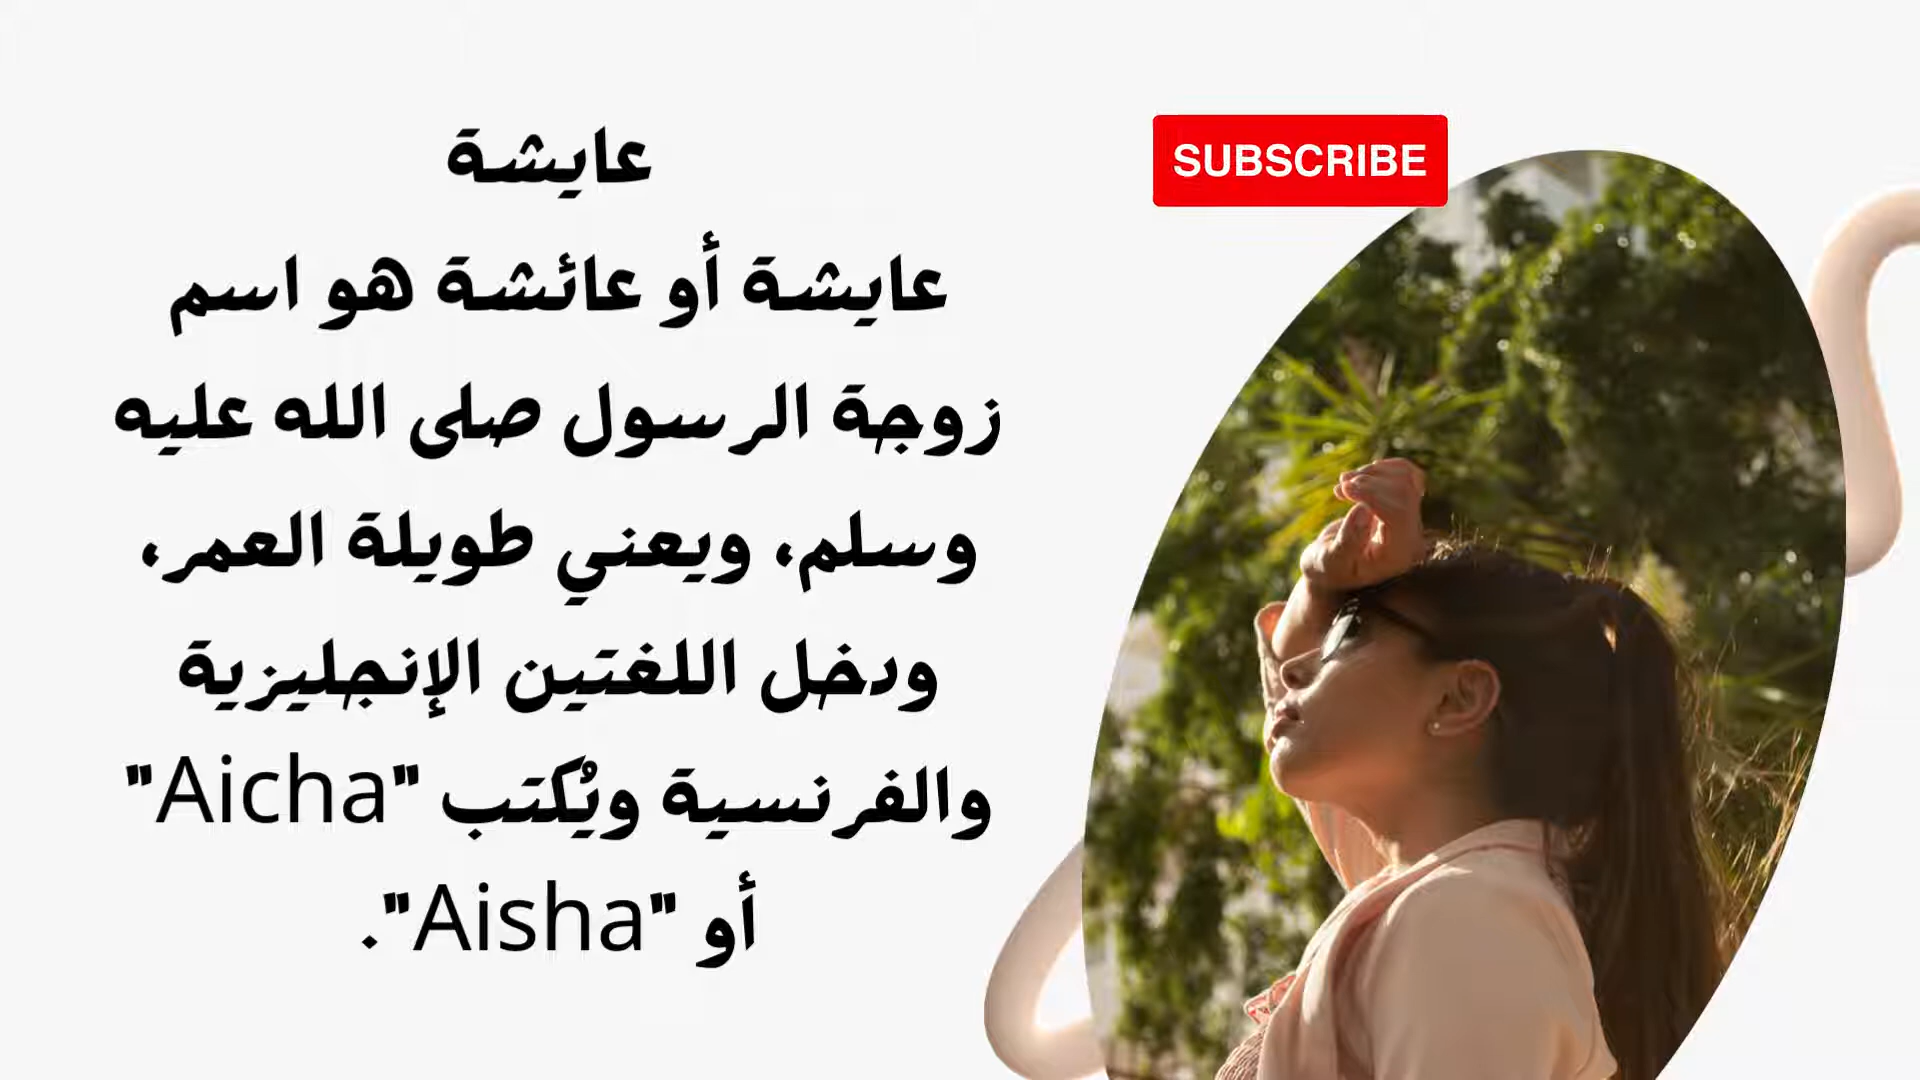 عايشة
عايشة أو عائشة هو اسم
زوجة الرسول صلى الله عليه
وسلم، ويعني طويلة العمر،
ودخل اللغتين الإنجليزية
والفرنسية ويُكتب "Aicha"
أو "Aisha".
SUBSCRIBE